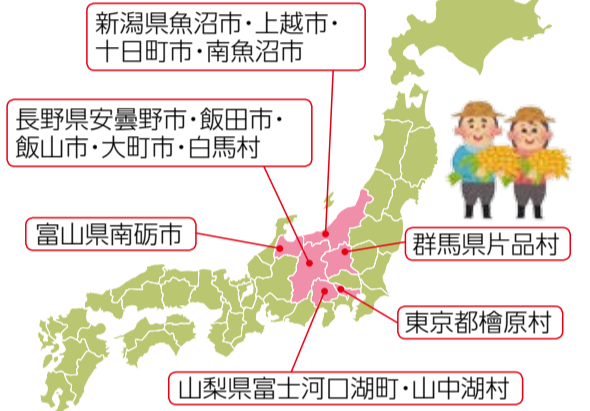 新潟県魚沼市・上越市・
十日町市・南魚沼市
長野県安曇野市・飯田市・
飯山市・大町市・白馬村
富山県南砺市
群馬県片品村
東京都檜原村
山梨県富士河口湖町・山中湖村